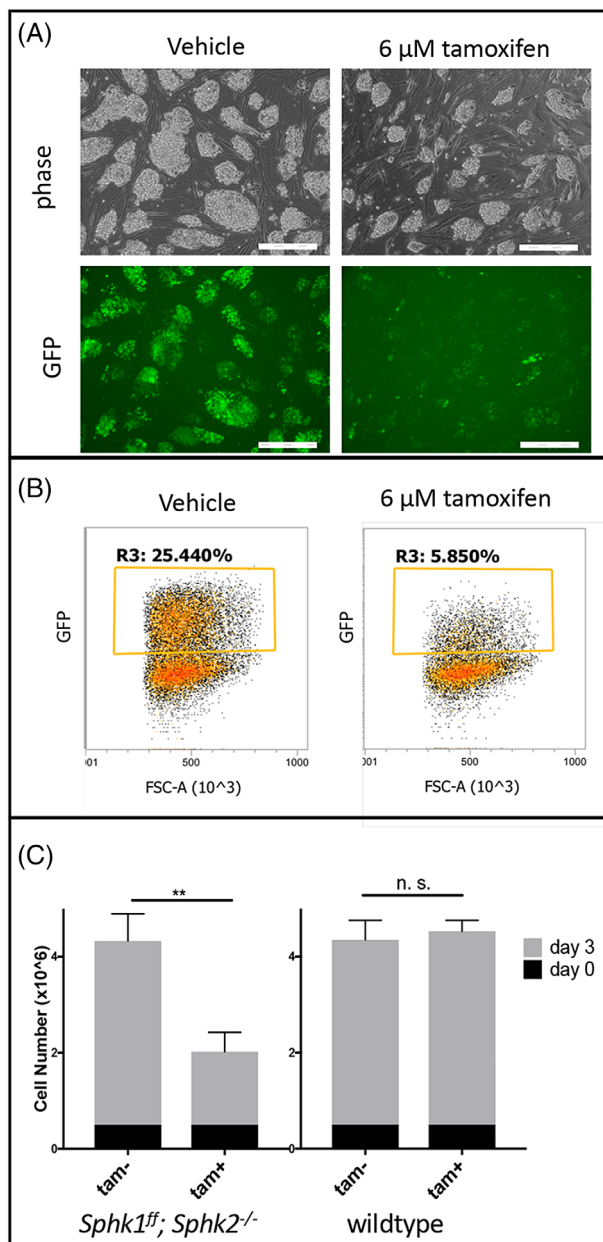 (A)
Vehicle
6 µM tamoxifen
phase
GFP
(B)
Vehicle
6 µM tamoxifen
R3: 25.440%
R3: 5.850%
GFP
GFP
001
500
1000
001
500
1000
FSC-A (10^3)
FSC-A (10^3)
(C)
**
n. s.
Cell Number (x10^6)
4
2
0
4
2
0
day 3
day 0
tam-
tam+
tam-
tam+
Sphk1ff; Sphk2-/-
wildtype